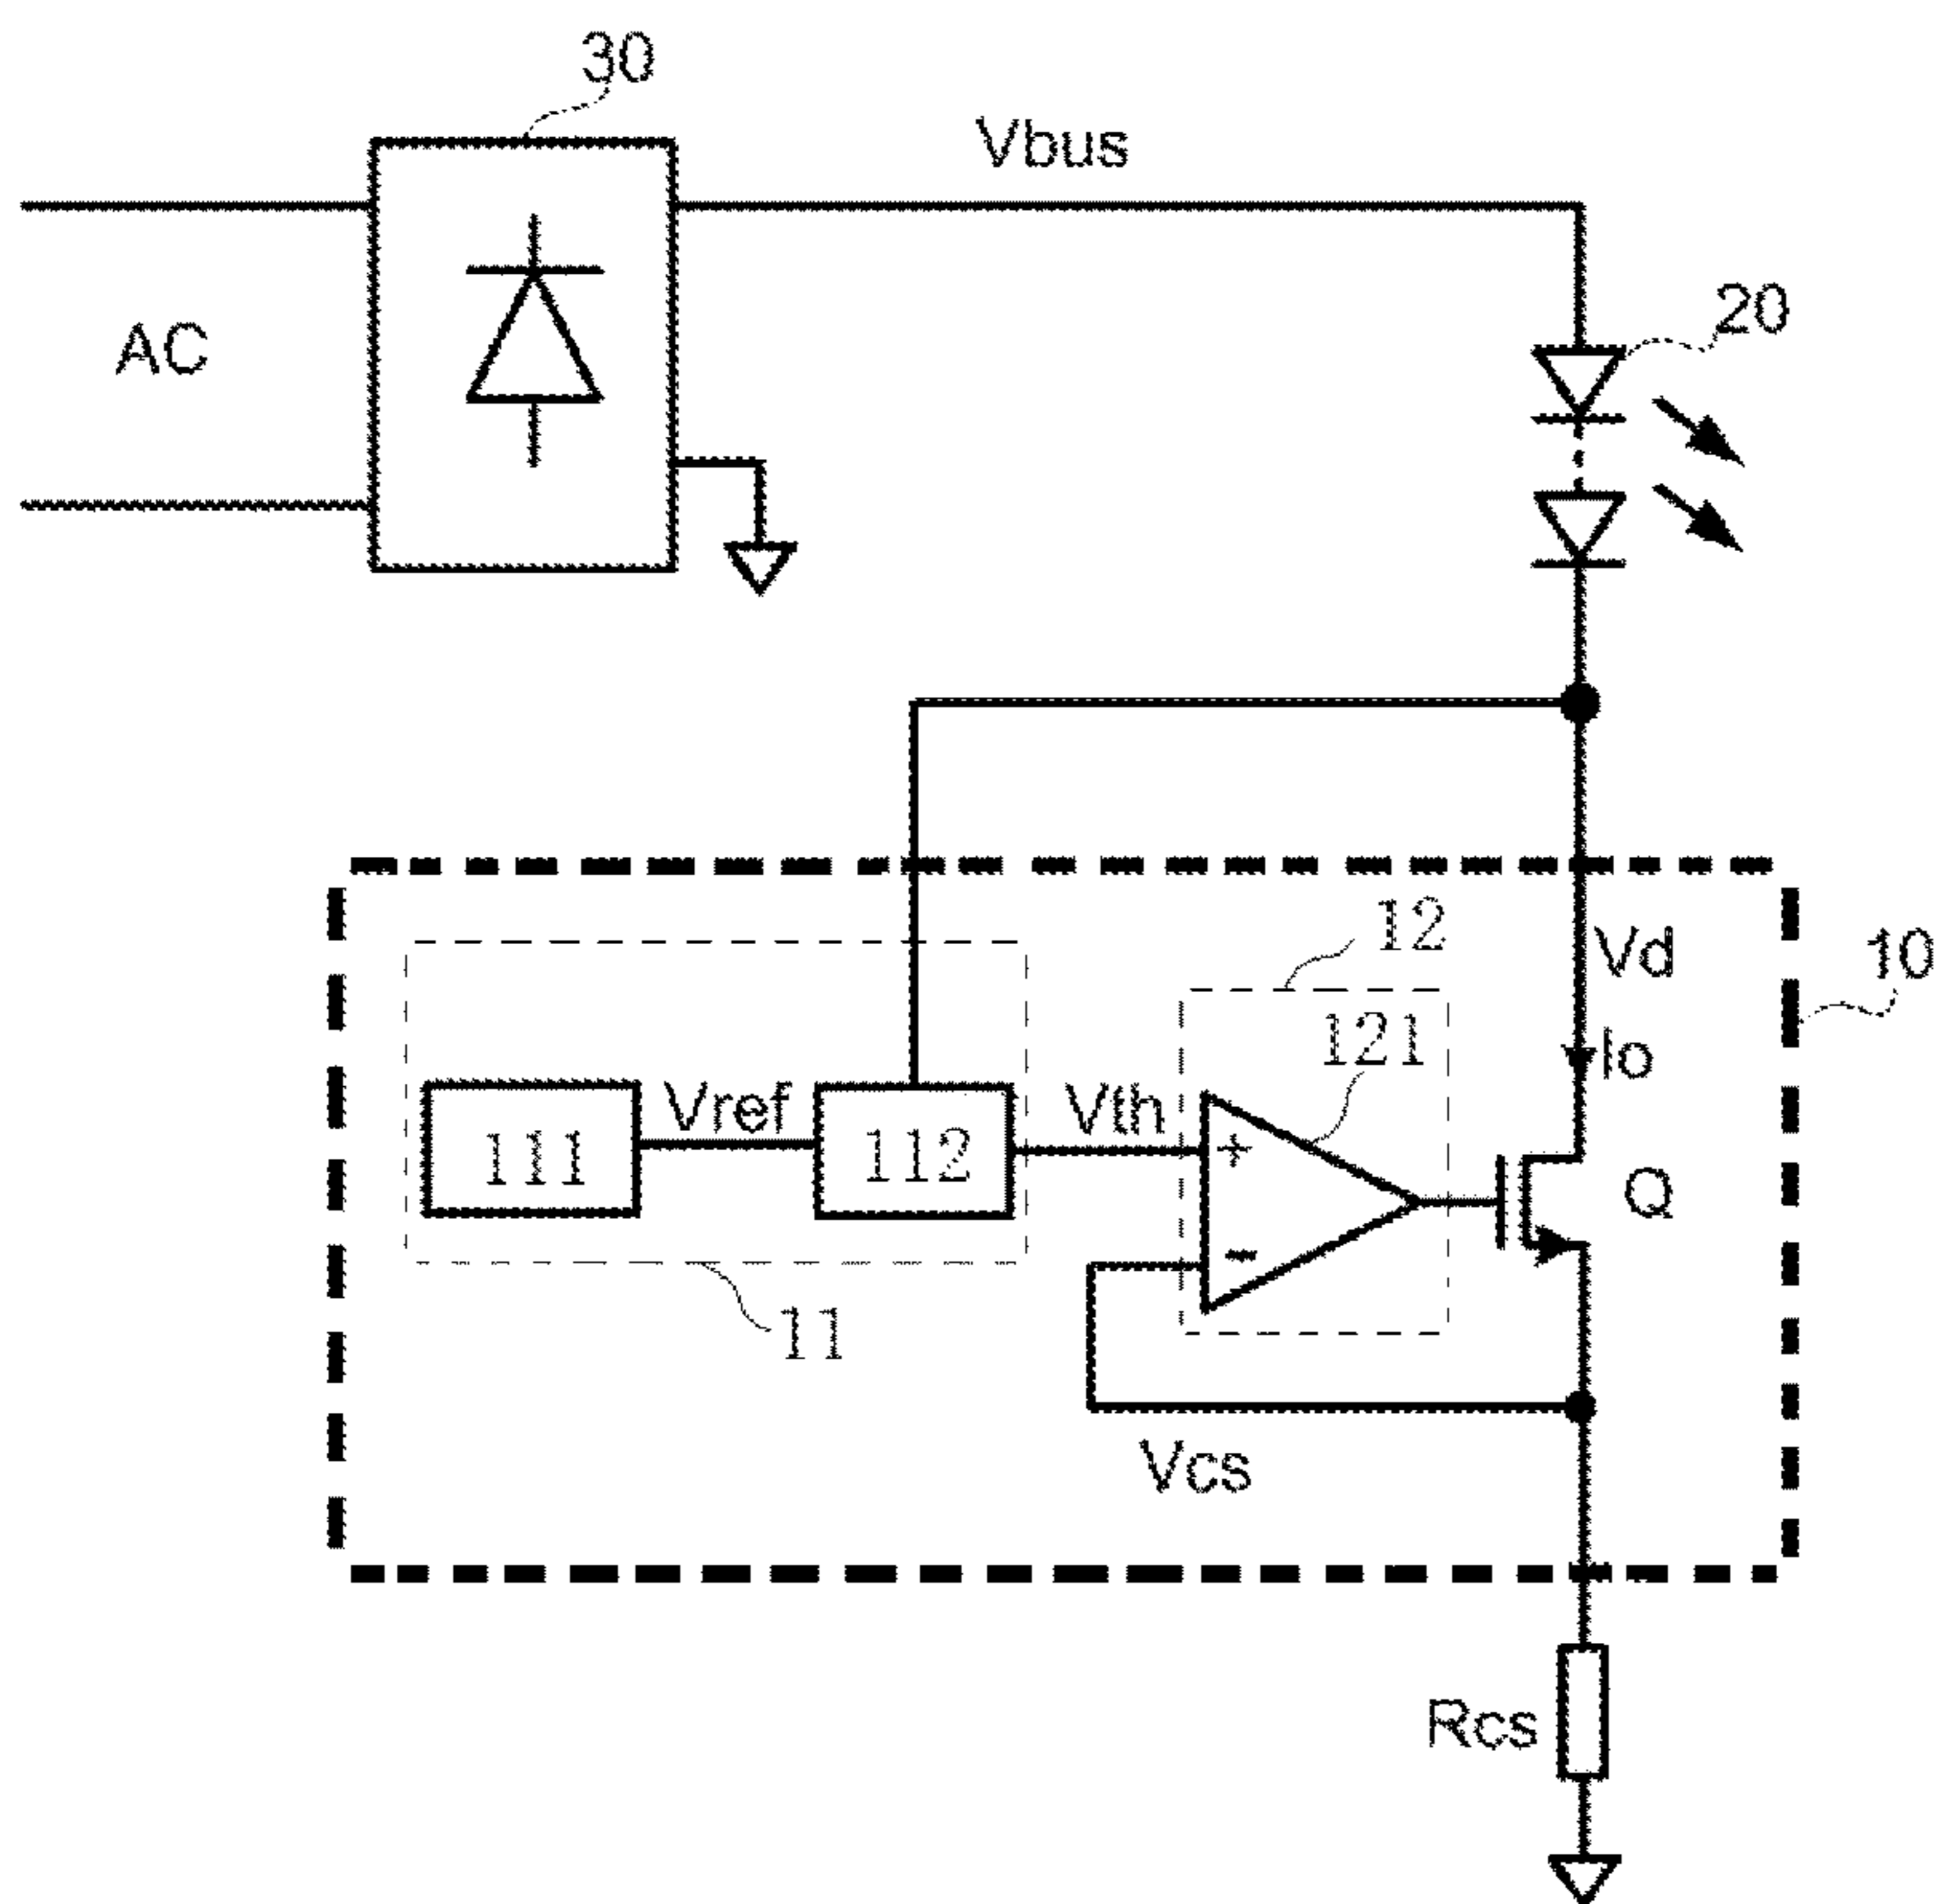 30
Vbus
20
AC
12
Vd
10
121
Io
Vref
Vth
111
112
+
Q
-
11
Vcs
Rcs